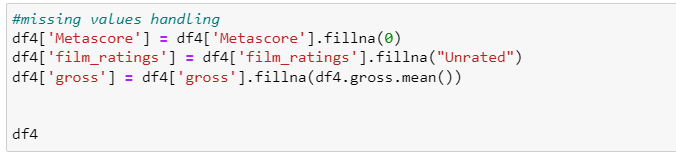 #missing values handling
df4['Metascore'] = df4['Metascore'].fillna(0)
df4['film_ratings'] = df4['film_ratings'].fillna("Unrated")
df4['gross'] = df4['gross'].fillna(df4.gross.mean())
df4